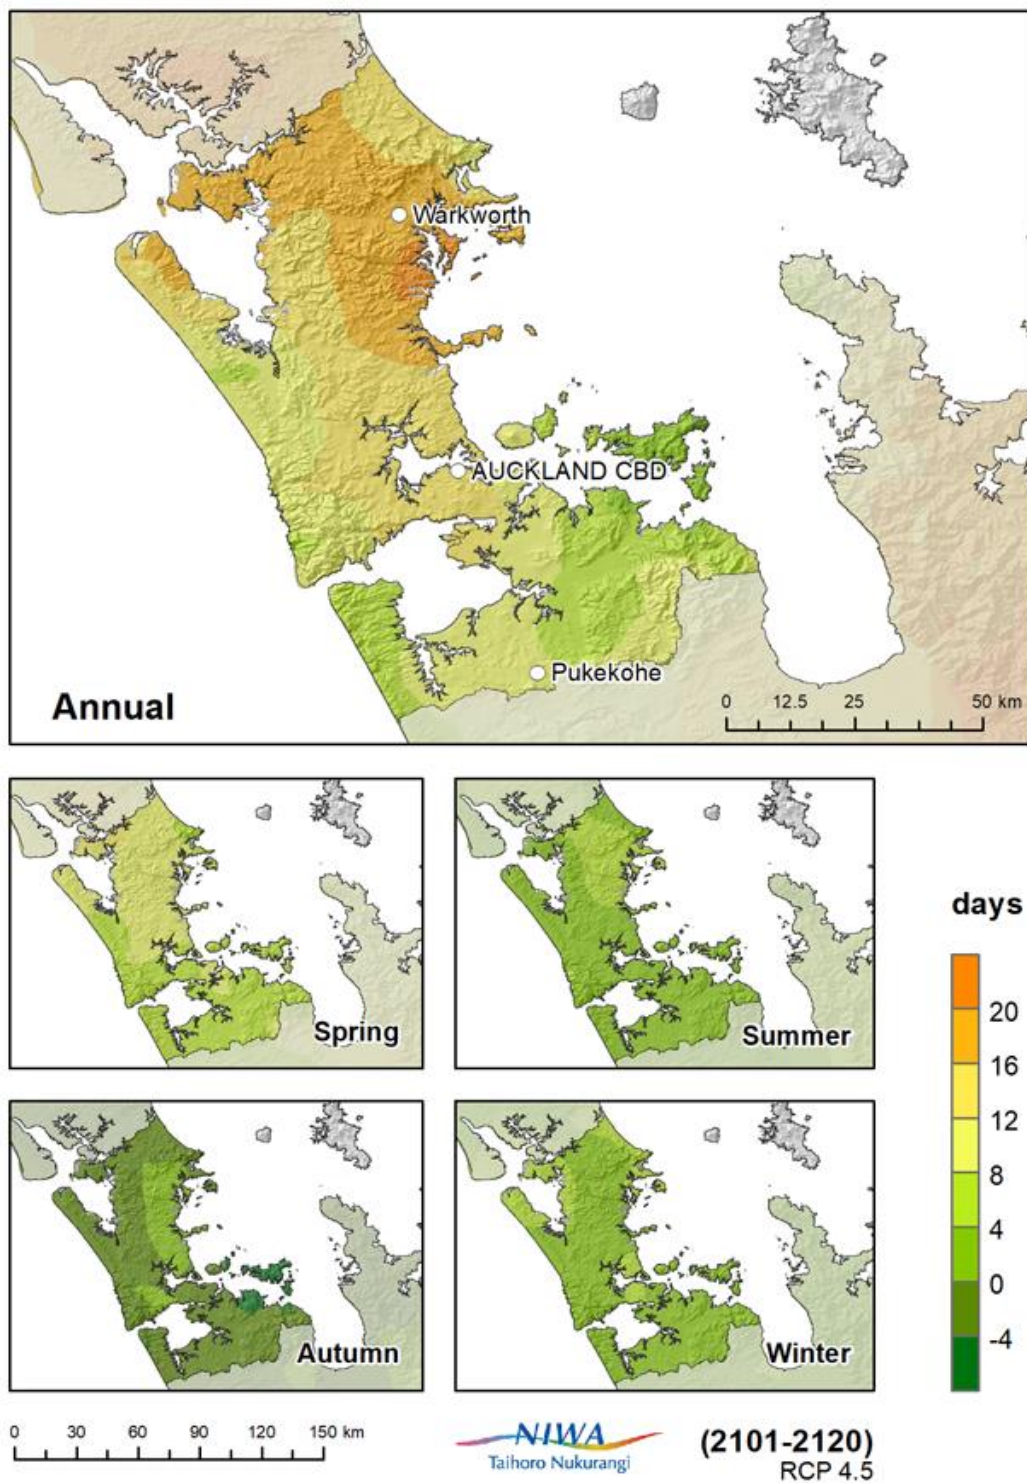 Warkworth
AUCKLAND CBD
Pukekohe
Annual
0 12.5 25 50 km
Spring
Summer
days
20
16
12
8
4
0
-4
Autumn
Winter
0 30 60 90 120 150 km
NIWA
Taihoro Nukurangi
(2101-2120)
RCP 4.5